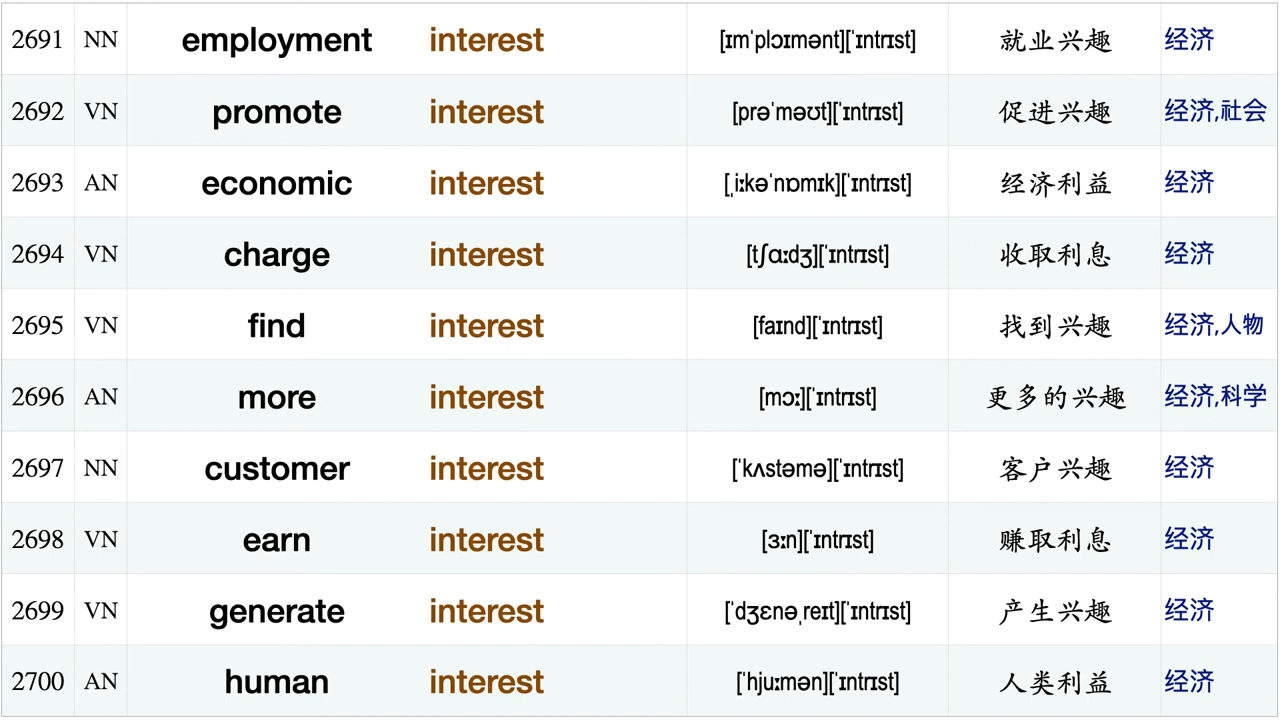 2691 NN employment interest [ɪmˈplɔɪmənt][ˈɪntrɪst] 就业兴趣 经济
2692 VN promote interest [prəˈməʊt][ˈɪntrɪst] 促进兴趣 经济,社会
2693 AN economic interest [ˌiːkəˈnɒmɪk][ˈɪntrɪst] 经济利益 经济
2694 VN charge interest [tʃɑːdʒ][ˈɪntrɪst] 收取利息 经济
2695 VN find interest [faɪnd][ˈɪntrɪst] 找到兴趣 经济,人物
2696 AN more interest [mɔː][ˈɪntrɪst] 更多的兴趣 经济,科学
2697 NN customer interest [ˈkʌstəmə][ˈɪntrɪst] 客户兴趣 经济
2698 VN earn interest [ɜːn][ˈɪntrɪst] 赚取利息 经济
2699 VN generate interest [ˈdʒɛnəˌreɪt][ˈɪntrɪst] 产生兴趣 经济
2700 AN human interest [ˈhjuːmən][ˈɪntrɪst] 人类利益 经济